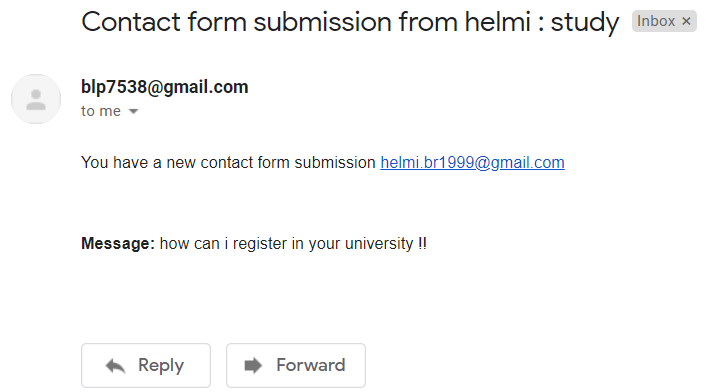 Contact form submission from helmi : study Inbox ×
blp7538@gmail.com
to me
You have a new contact form submission helmi.br1999@gmail.com
Message: how can i register in your university !!
Reply Forward